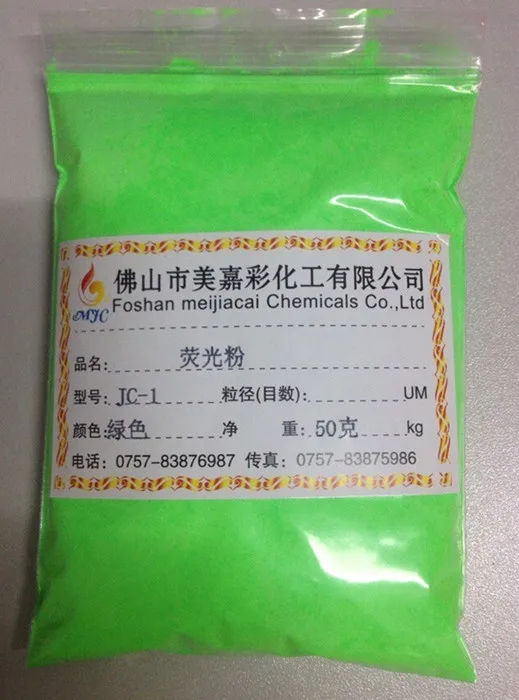 佛山市美嘉彩化工有限公司
MJC Foshan meijiacai Chemicals Co.,Ltd
品名: 荧光粉
型号: JC-1 粒径(目数): UM
颜色: 绿色 净 重: 50克 kg
电话: 0757-83876987 传真: 0757-83875986